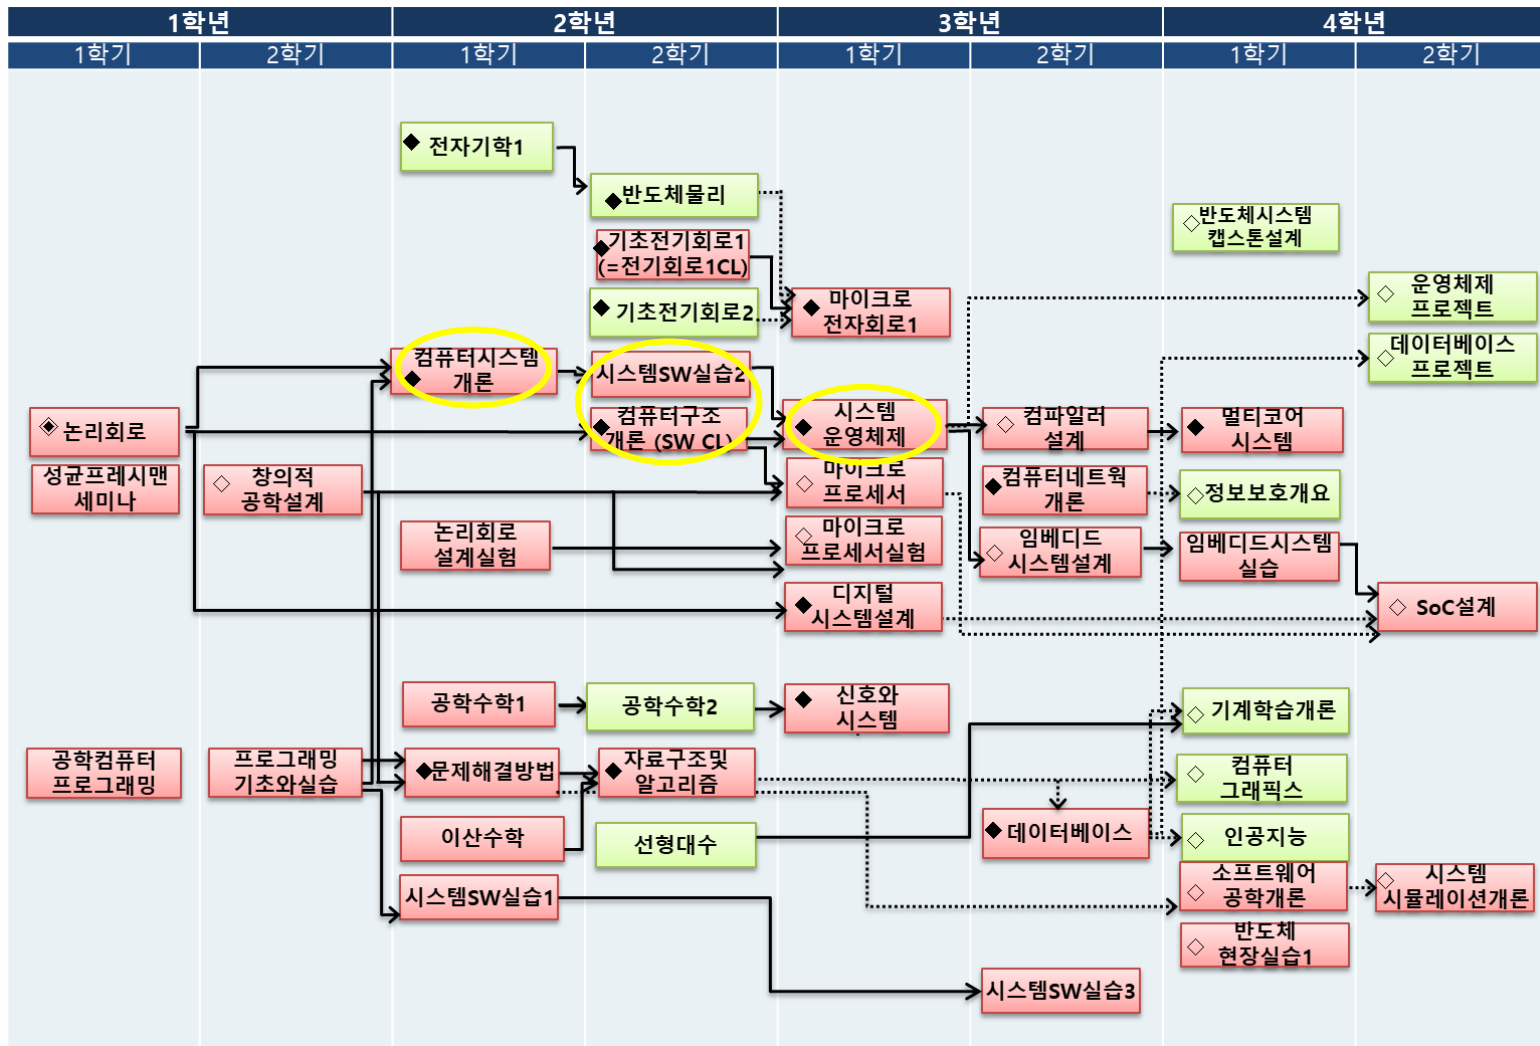 1학년
2학년
3학년
4학년
1학기
2학기
1학기
2학기
1학기
2학기
1학기
2학기
◈ 논리회로
성균프레시맨
세미나
공학컴퓨터
프로그래밍
◇ 창의적
공학설계
프로그래밍
기초와실습
◆ 전자기학1
컴퓨터시스템
◆ 개론
논리회로
설계실험
공학수학1
◆문제해결방법
이산수학
시스템SW실습1
◆반도체물리
◆기초전기회로1
(=전기회로1CL)
◆ 기초전기회로2
시스템SW실습2
◆ 컴퓨터구조
개론 (SW CL)
공학수학2
◆자료구조및
알고리즘
선형대수
◆ 마이크로
전자회로1
시스템
◆ 운영체제
마이크로
◇ 프로세서
마이크로
◇ 프로세서실험
◆ 디지털
시스템설계
◆ 신호와
시스템
◇ 컴파일러
설계
◆컴퓨터네트웍
개론
◇ 임베디드
시스템설계
◆데이터베이스
시스템SW실습3
◇반도체시스템
캡스톤설계
◆ 멀티코어
시스템
◇정보보호개요
임베디드시스템
실습
◇ 기계학습개론
◇ 컴퓨터
그래픽스
◇ 인공지능
소프트웨어
◇ 공학개론
◇ 반도체
현장실습1
◇ 운영체제
프로젝트
◇데이터베이스
프로젝트
◇ SoC설계
◇ 시스템
시뮬레이션개론